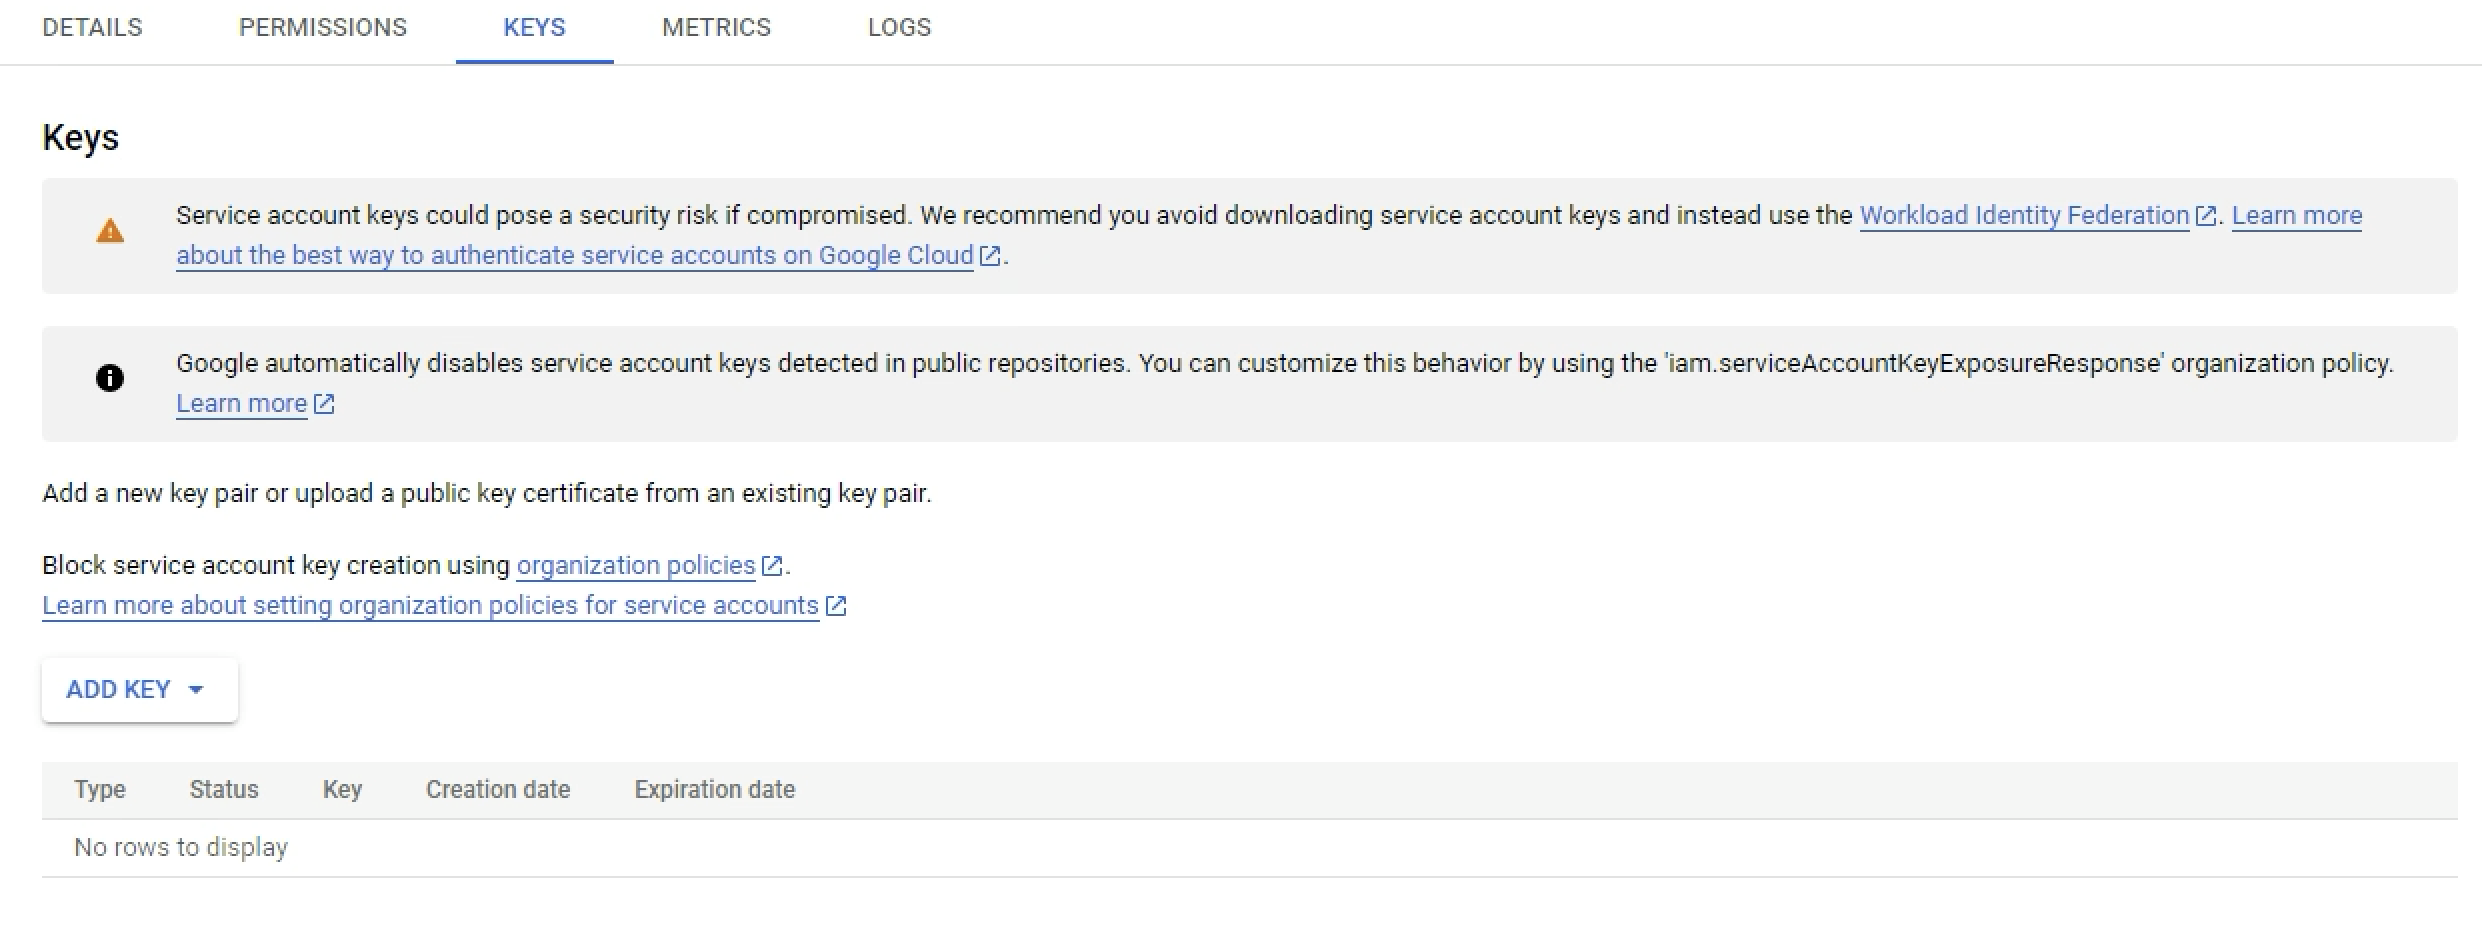 DETAILS PERMISSIONS KEYS METRICS LOGS
Keys
Service account keys could pose a security risk if compromised. We recommend you avoid downloading service account keys and instead use the Workload Identity Federation. Learn more
about the best way to authenticate service accounts on Google Cloud.
Google automatically disables service account keys detected in public repositories. You can customize this behavior by using the 'iam.serviceAccountKeyExposureResponse' organization policy.
Learn more
Add a new key pair or upload a public key certificate from an existing key pair.
Block service account key creation using organization policies.
Learn more about setting organization policies for service accounts
ADD KEY
Type Status Key Creation date Expiration date
No rows to display